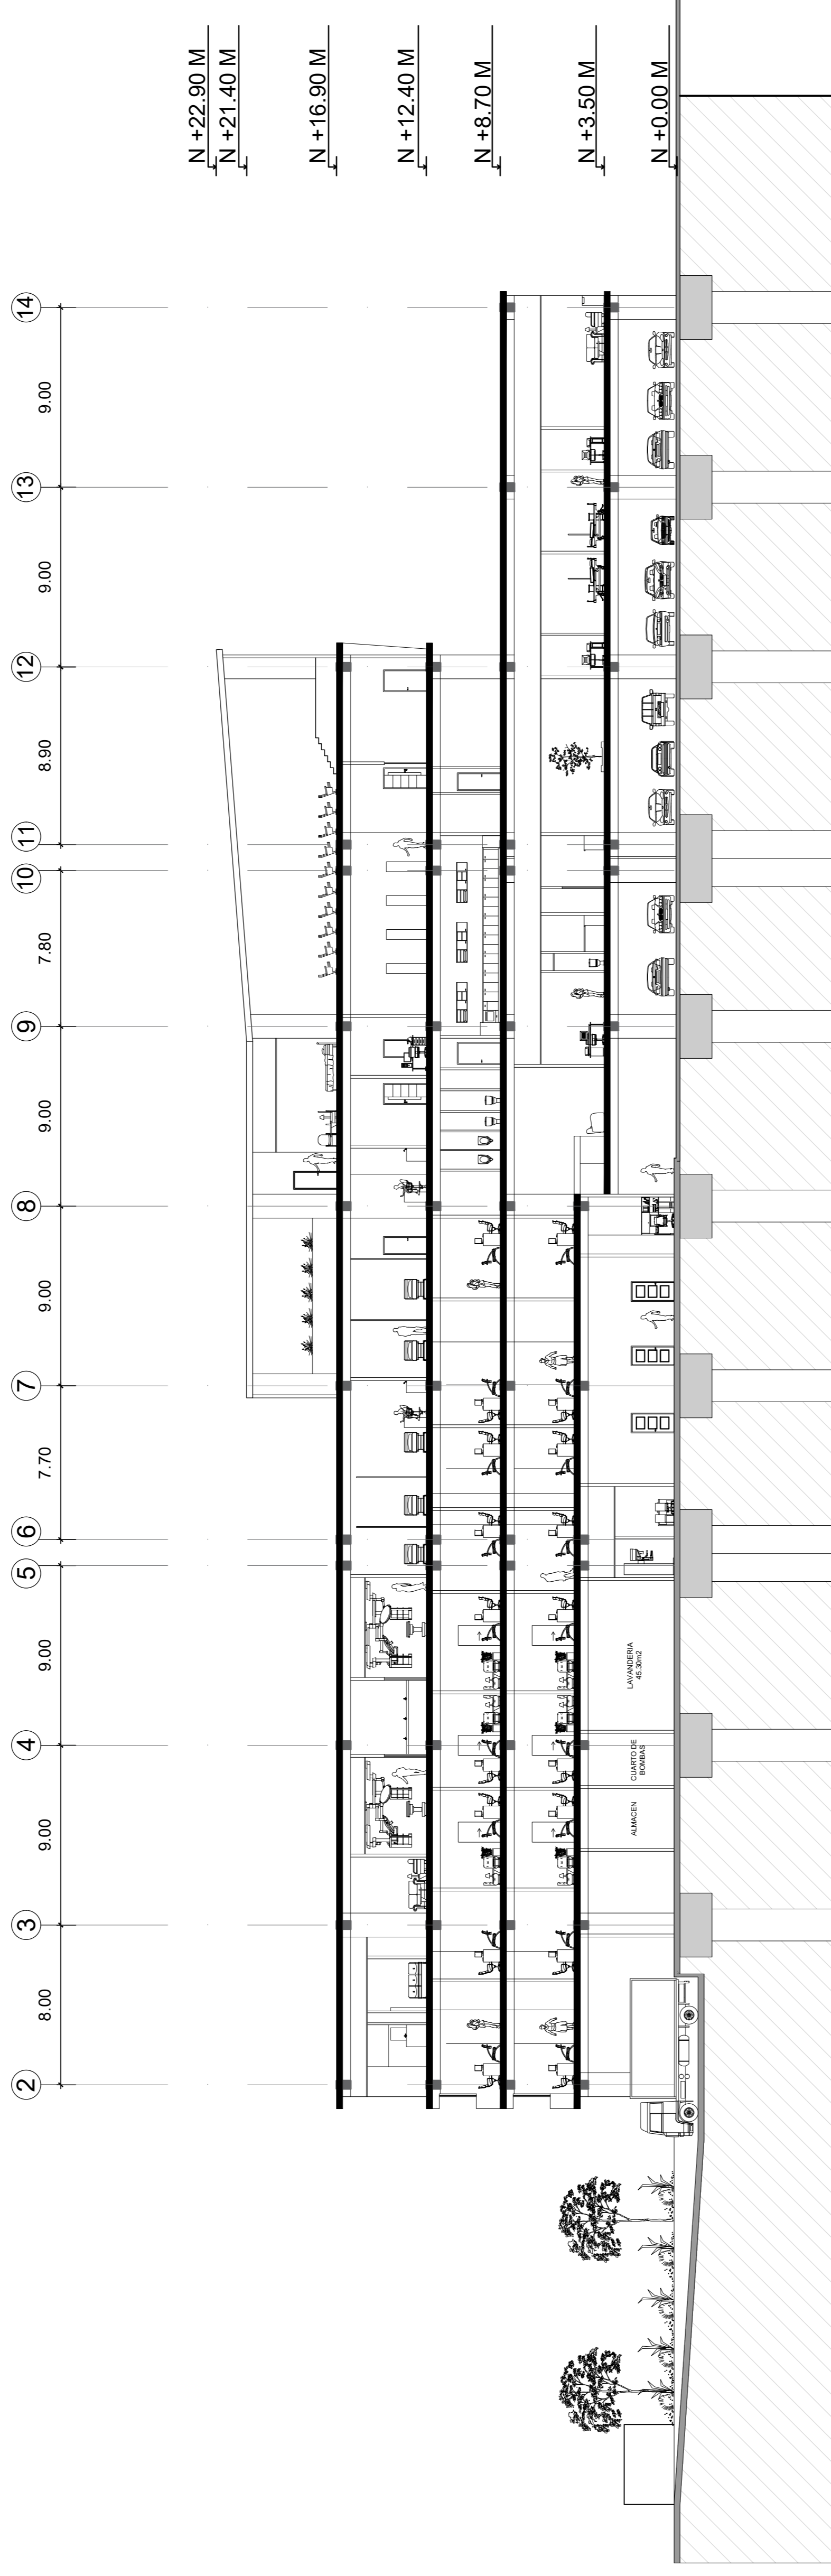 2
3
4
5
6
7
8
9
10
11
12
13
14
8.00
9.00
9.00
7.70
9.00
9.00
7.80
8.90
9.00
9.00
N +22.90 M
N +21.40 M
N +16.90 M
N +12.40 M
N +8.70 M
N +3.50 M
N +0.00 M
ALMACEN
CUARTO DE
BOMBAS
LAVANDERIA
45.30m2